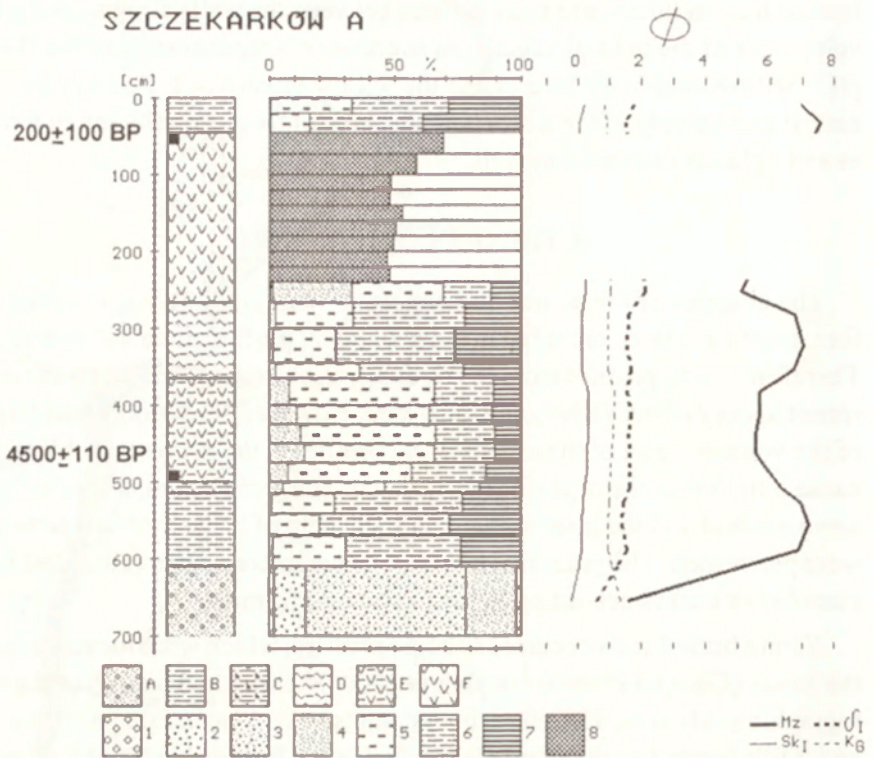 SZCZEKARKÓW A
ϕ
[cm]
0 50 % 100 0 2 6 8
0
200±100 BP
100
200
300
400
4500±110 BP
500
600
700
A B C D E F
1 2 3 4 5 6 7 8
Mz δI
SkI KG